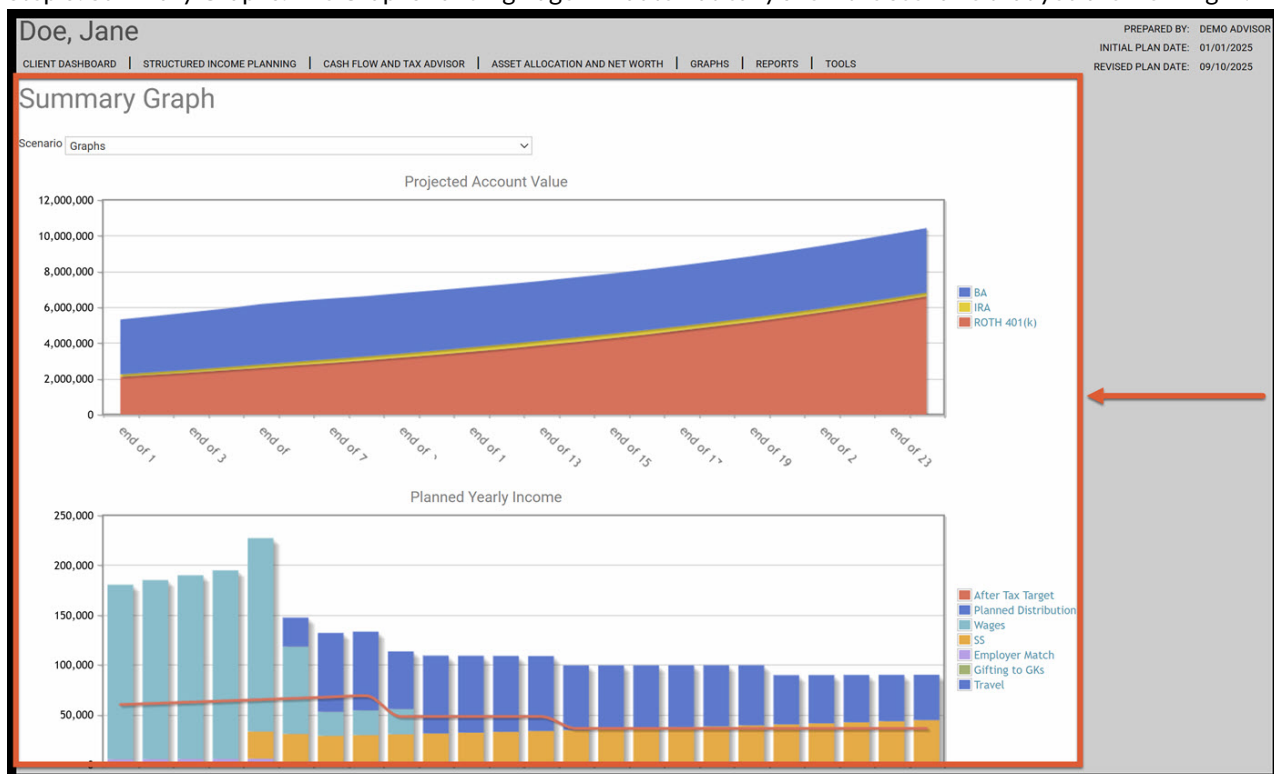 Doe, Jane
PREPARED BY: DEMO ADVISOR
INITIAL PLAN DATE: 01/01/2025
REVISED PLAN DATE: 09/10/2025
CLIENT DASHBOARD | STRUCTURED INCOME PLANNING | CASH FLOW AND TAX ADVISOR | ASSET ALLOCATION AND NET WORTH | GRAPHS | REPORTS | TOOLS
Summary Graph
Scenario Graphs
Projected Account Value
12,000,000
10,000,000
8,000,000
6,000,000
4,000,000
2,000,000
0
BA
IRA
ROTH 401(k)
end of 1
end of 3
end of
end of 7
end of
end of 1
end of 13
end of 15
end of 1
end of 19
end of 2
end of 23
Planned Yearly Income
250,000
200,000
150,000
100,000
50,000
After Tax Target
Planned Distribution
Wages
SS
Employer Match
Gifting to GKs
Travel